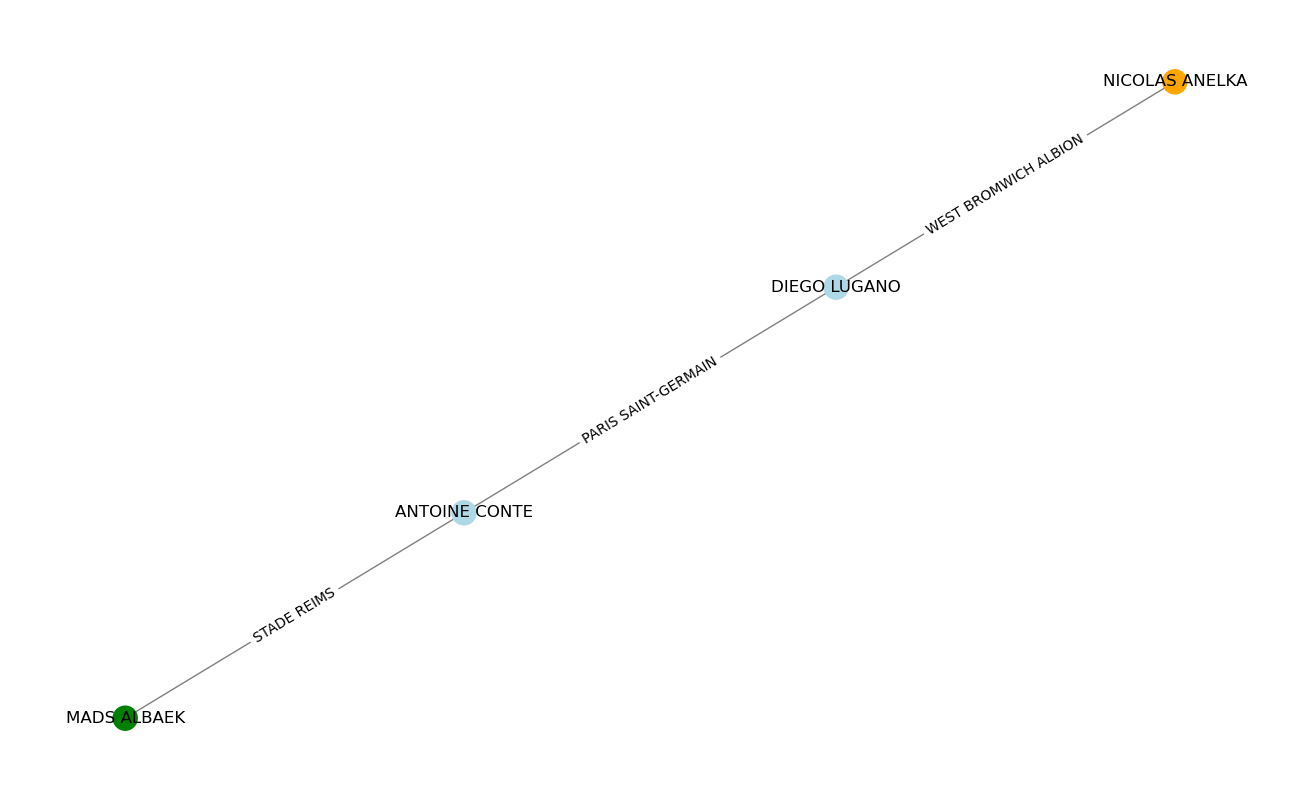 NICOLAS ANELKA
WEST BROMWICH ALBION
DIEGO LUGANO
PARIS SAINT-GERMAIN
ANTOINE CONTE
STADE REIMS
MADS ALBAEK